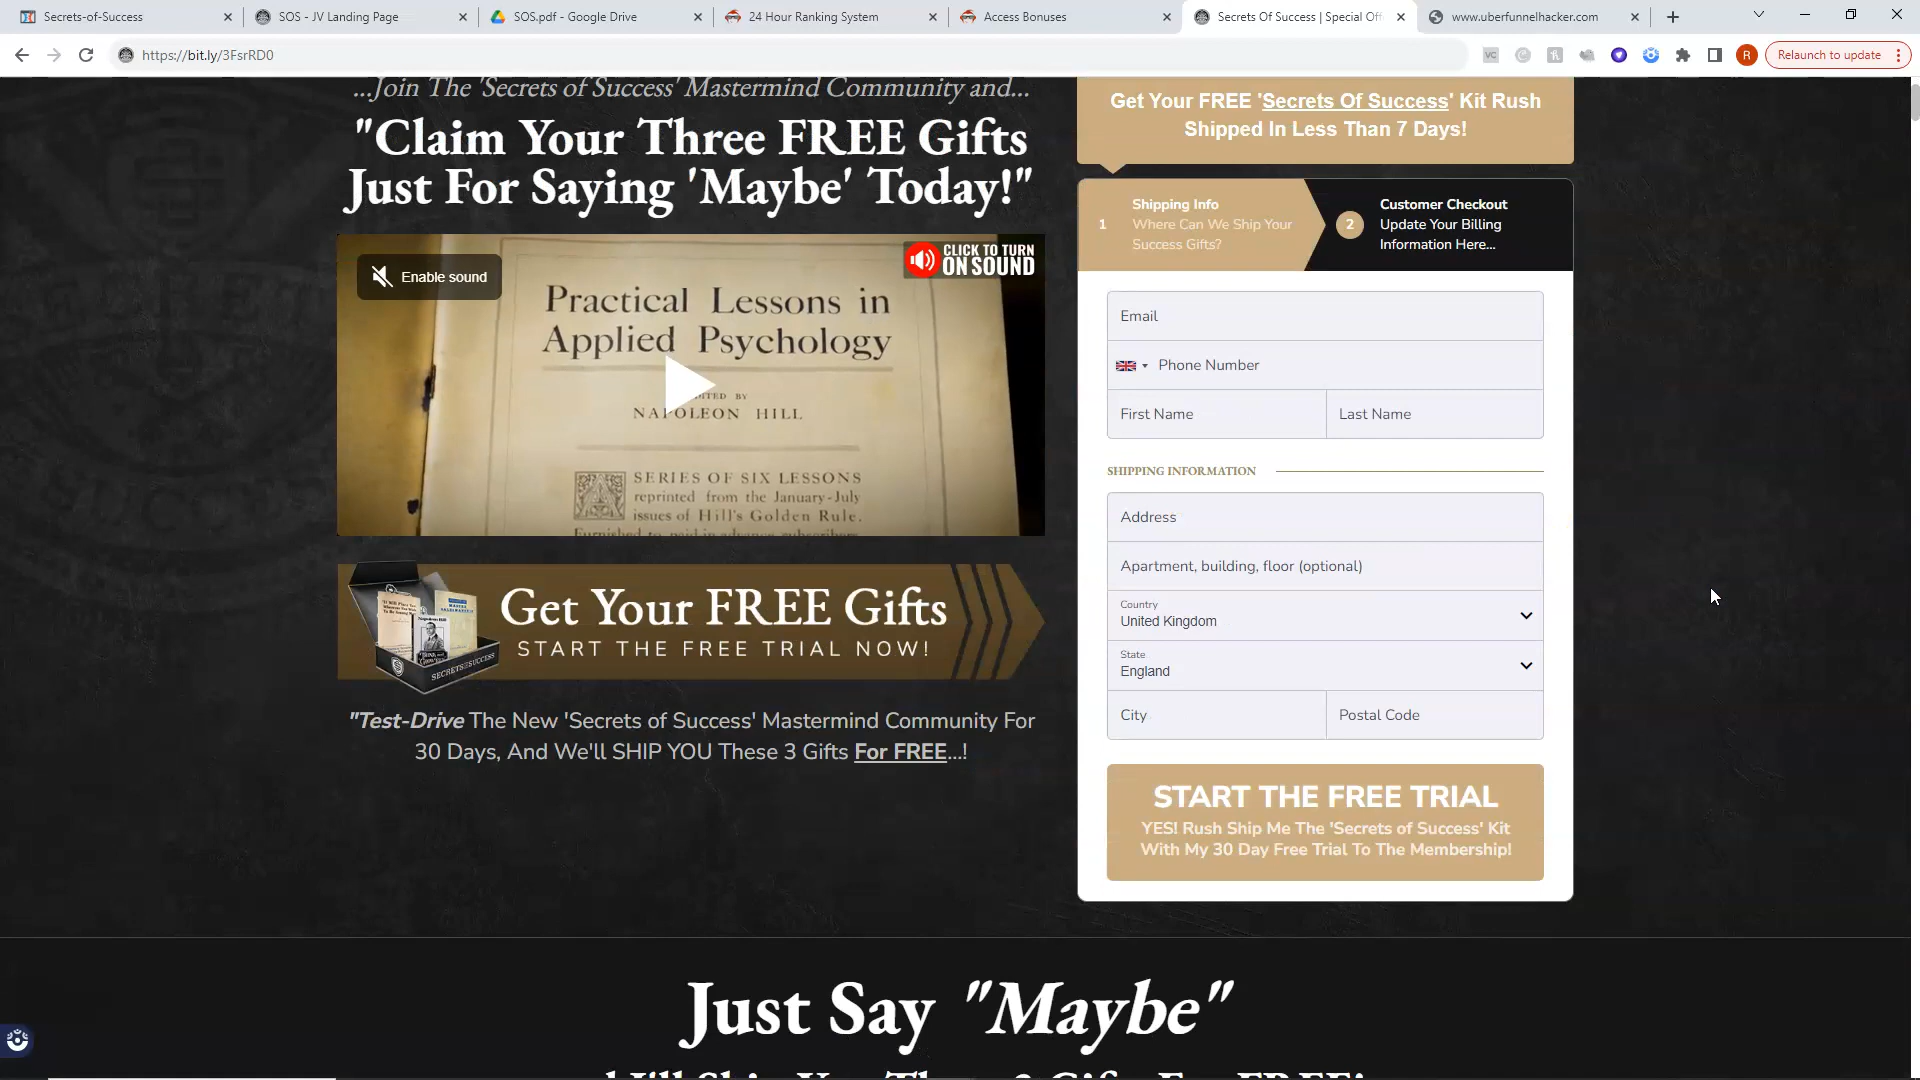 Secrets-of-Success
SOS - JV Landing Page
SOS.pdf - Google Drive
24 Hour Ranking System
Access Bonuses
Secrets Of Success | Special Off
www.uberfunnelhacker.com
https://bit.ly/3FsrRD0
VC
R
Relaunch to update
...Join The 'Secrets of Success' Mastermind Community and...
"Claim Your Three FREE Gifts
Just For Saying 'Maybe' Today!"
Enable sound
CLICK TO TURN
ON SOUND
Practical Lessons in
Applied Psychology
EDITED BY
NAPOLEON HILL
A SERIES OF SIX LESSONS
reprinted from the January-July
issues of Hill's Golden Rule.
Furnished to paid-in-advance subscribers
Get Your FREE Gifts
START THE FREE TRIAL NOW!
SECRETS OF SUCCESS
"Test-Drive The New 'Secrets of Success' Mastermind Community For
30 Days, And We'll SHIP YOU These 3 Gifts For FREE...!
Get Your FREE 'Secrets Of Success' Kit Rush
Shipped In Less Than 7 Days!
1
Shipping Info
Where Can We Ship Your
Success Gifts?
2
Customer Checkout
Update Your Billing
Information Here...
Email
Phone Number
First Name
Last Name
SHIPPING INFORMATION
Address
Apartment, building, floor (optional)
Country
United Kingdom
State
England
City
Postal Code
START THE FREE TRIAL
YES! Rush Ship Me The 'Secrets of Success' Kit
With My 30 Day Free Trial To The Membership!
Just Say "Maybe"
And I'll Ship You These 3 Gifts For FREE!